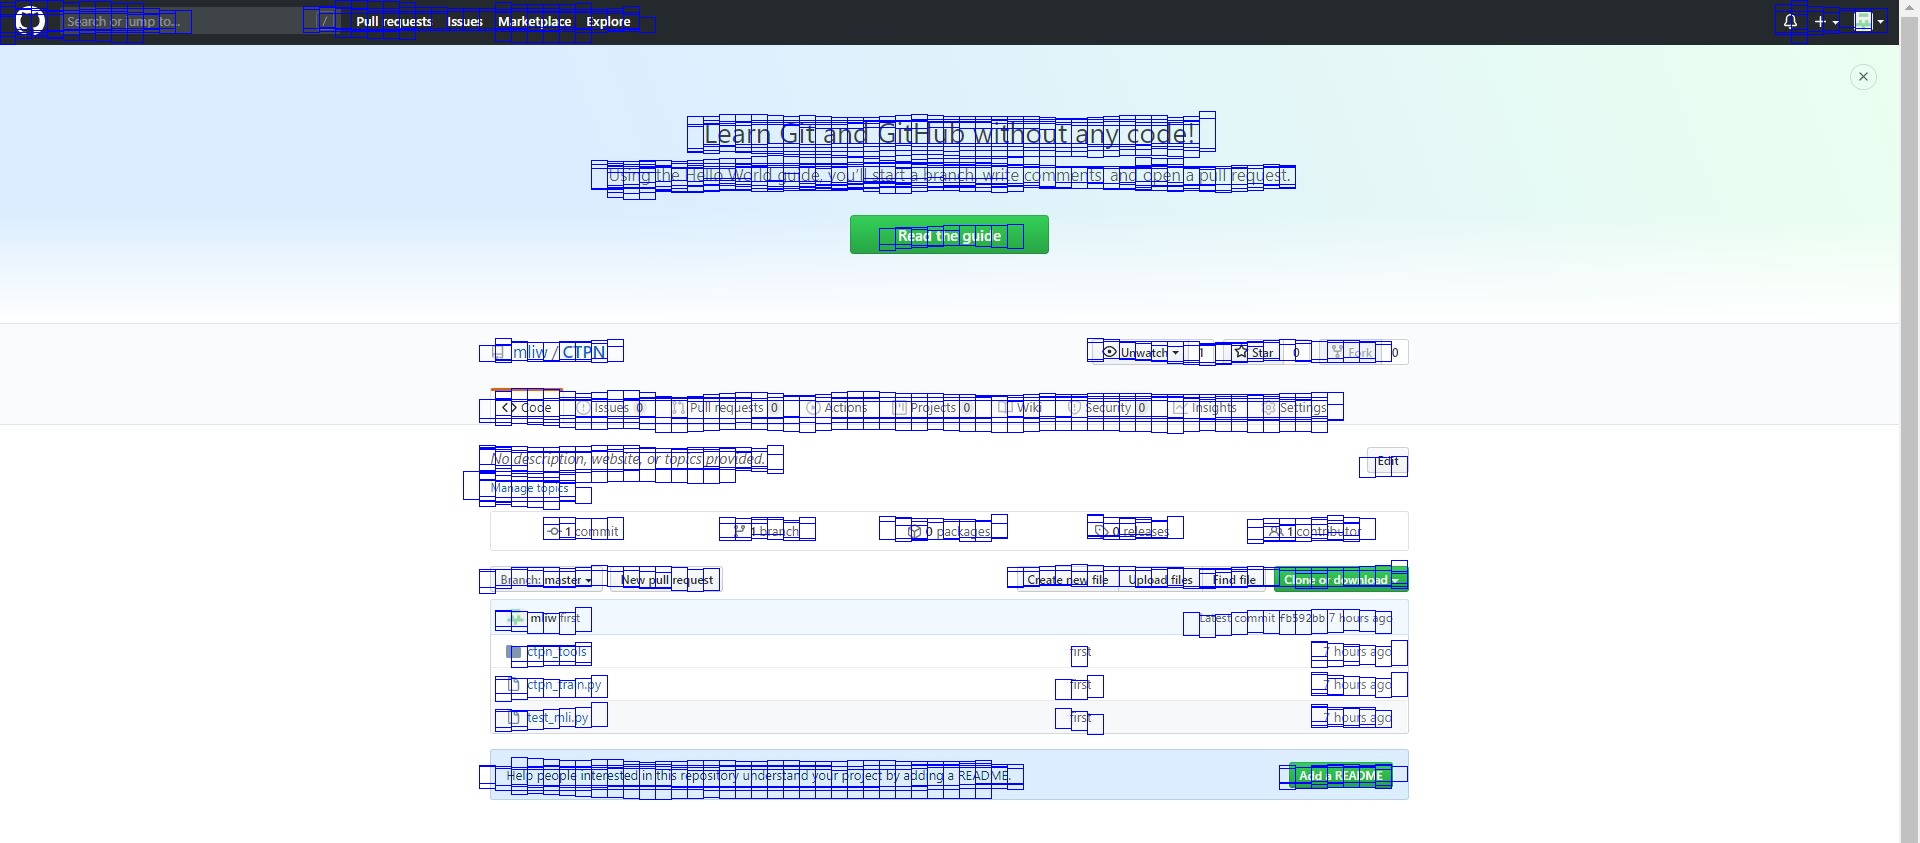 Search or jump to... / Pull requests Issues Marketplace Explore
Learn Git and GitHub without any code!
Using the Hello World guide, you'll start a branch, write comments, and open a pull request.
Read the guide
mliw / CTPN Unwatch 1 Star 0 Fork 0
Code Issues 0 Pull requests 0 Actions Projects 0 Wiki Security 0 Insights Settings
No description, website, or topics provided. Edit
Manage topics
1 commit 1 branch 0 packages 0 releases 1 contributor
Branch: master New pull request Create new file Upload files Find file Clone or download
mliw first Latest commit fb592bb 7 hours ago
ctpn_tools first 7 hours ago
ctpn_train.py first 7 hours ago
test_mli.py first 7 hours ago
Help people interested in this repository understand your project by adding a README. Add a README